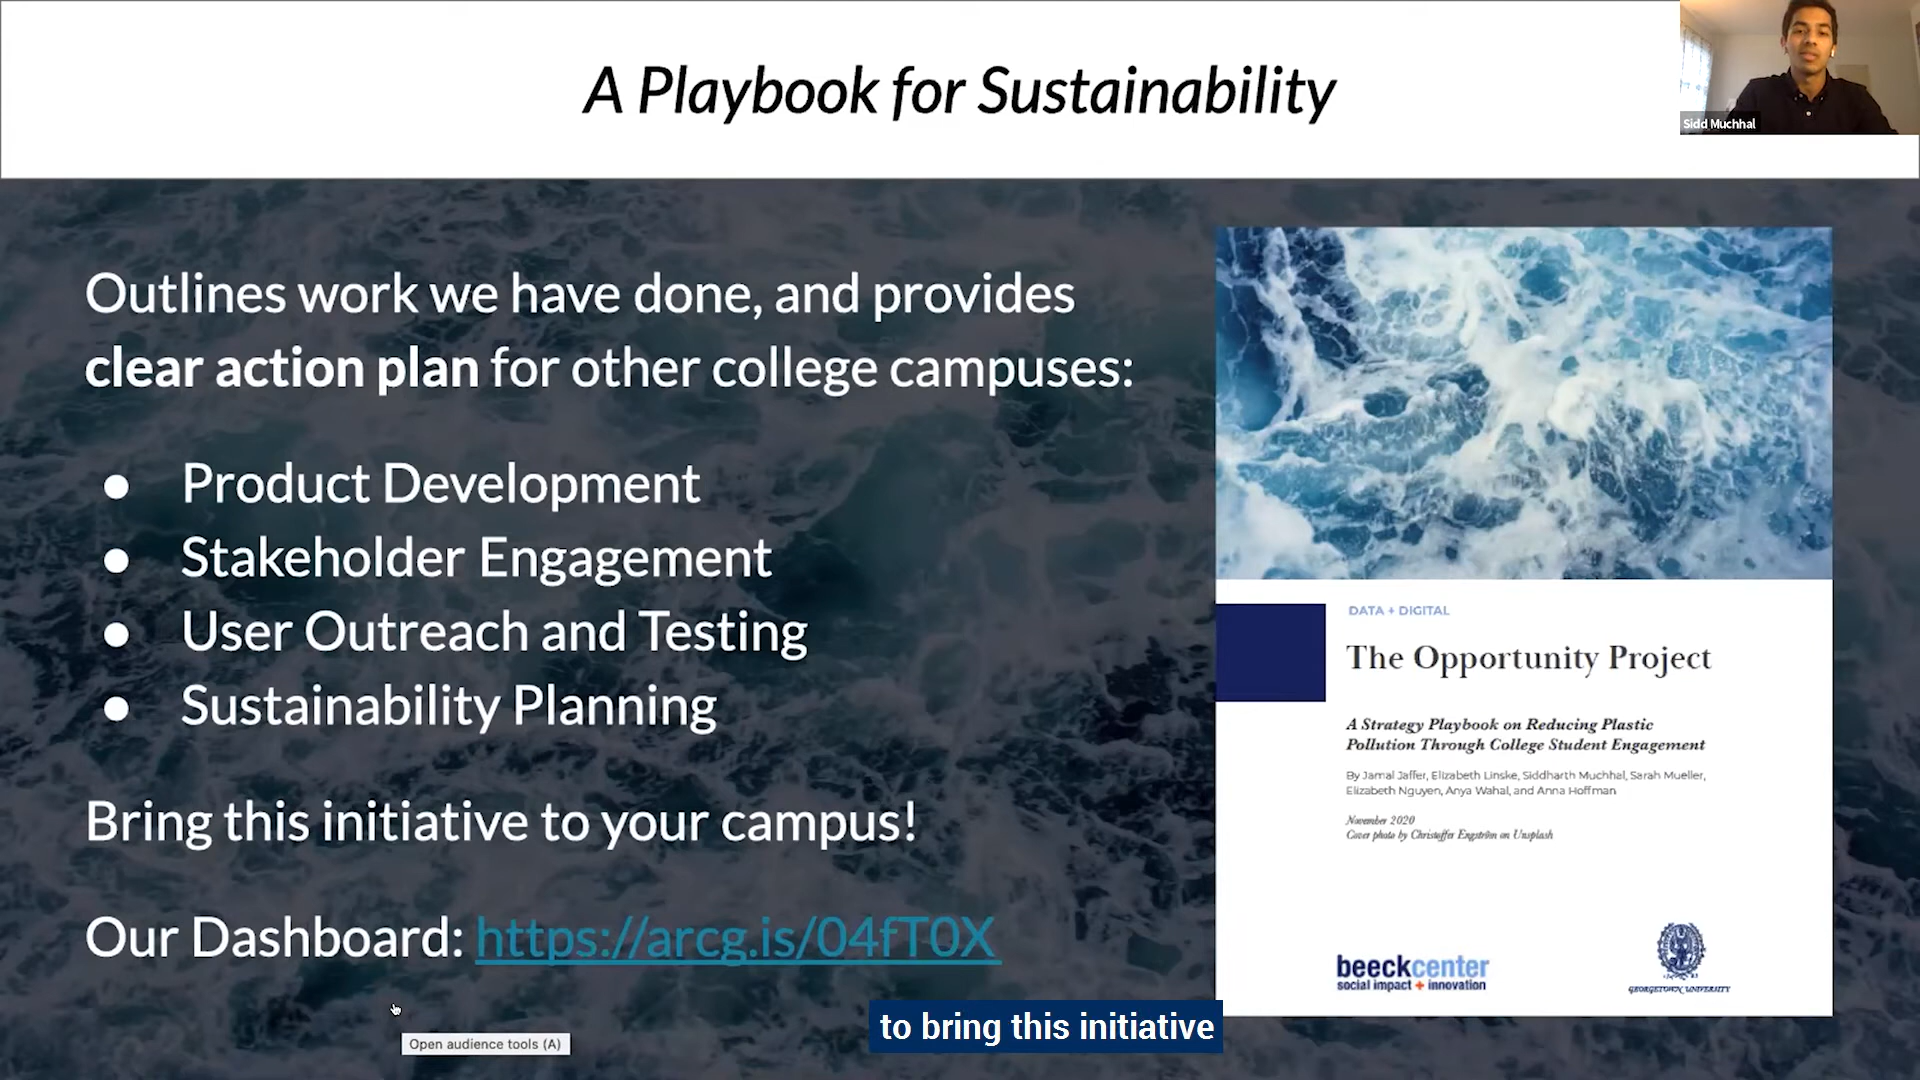 A Playbook for Sustainability
Sidd Muchhal
Outlines work we have done, and provides
clear action plan for other college campuses:
● Product Development
● Stakeholder Engagement
● User Outreach and Testing
● Sustainability Planning
Bring this initiative to your campus!
Our Dashboard: https://arcg.is/04fT0X
DATA + DIGITAL
The Opportunity Project
A Strategy Playbook on Reducing Plastic
Pollution Through College Student Engagement
By Jamal Jaffer, Elizabeth Linske, Siddharth Muchhal, Sarah Mueller,
Elizabeth Nguyen, Anya Wahal, and Anna Hoffman
November 2020
Cover photo by Christoffer Engström on Unsplash
beeckcenter
social impact + innovation
GEORGETOWN UNIVERSITY
to bring this initiative
Open audience tools (A)